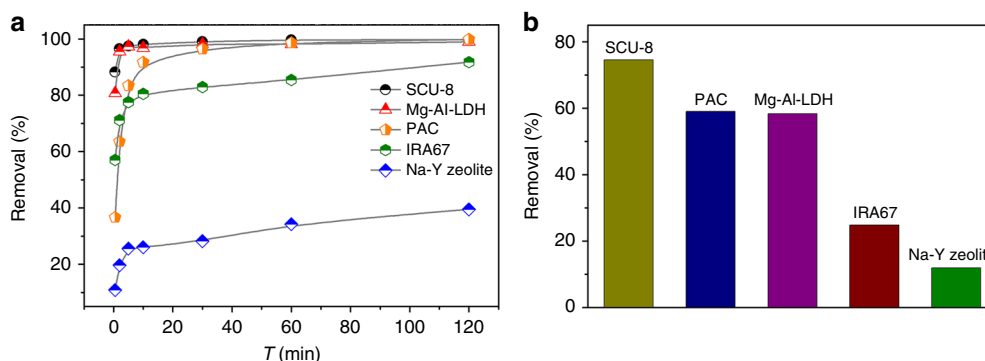 a
Removal (%)
100
80
60
40
20
0
20
40
60
80
100
120
T (min)
SCU-8
Mg-Al-LDH
PAC
IRA67
Na-Y zeolite
b
Removal (%)
80
60
40
20
0
SCU-8
PAC
Mg-Al-LDH
IRA67
Na-Y zeolit